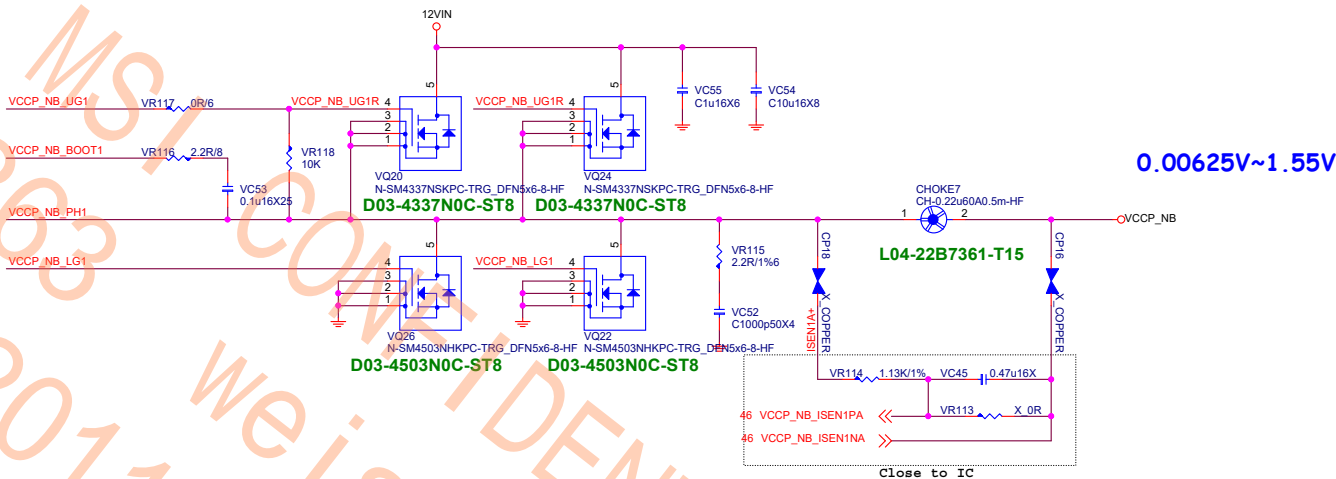 12VIN
VCCP_NB_UG1
VR117
0R/6
VCCP_NB_UG1R
4
3
2
1
5
VCCP_NB_UG1R
4
3
2
1
5
VC55
C1u16X6
VC54
C10u16X8
VCCP_NB_BOOT1
VR116
2.2R/8
VR118
10K
VC53
0.1u16X25
VQ20
N-SM4337NSKPC-TRG_DFN5x6-8-HF
D03-4337N0C-ST8
VQ24
N-SM4337NSKPC-TRG_DFN5x6-8-HF
D03-4337N0C-ST8
0.00625V~1.55V
VCCP_NB_PH1
CHOKE7
CH-0.22u60A0.5m-HF
1
2
VCCP_NB
L04-22B7361-T15
VCCP_NB_LG1
4
3
2
1
5
VCCP_NB_LG1
4
3
2
1
5
VR115
2.2R/1%6
VC52
C1000p50X4
CP18
X_COPPER
ISEN1A+
CP16
X_COPPER
VQ26
N-SM4503NHKPC-TRG_DFN5x6-8-HF
D03-4503N0C-ST8
VQ22
N-SM4503NHKPC-TRG_DFN5x6-8-HF
D03-4503N0C-ST8
VR114
1.13K/1%
VC45
0.47u16X
46 VCCP_NB_ISEN1PA
VR113
X_0R
46 VCCP_NB_ISEN1NA
Close to IC
MSI CONFIDENT